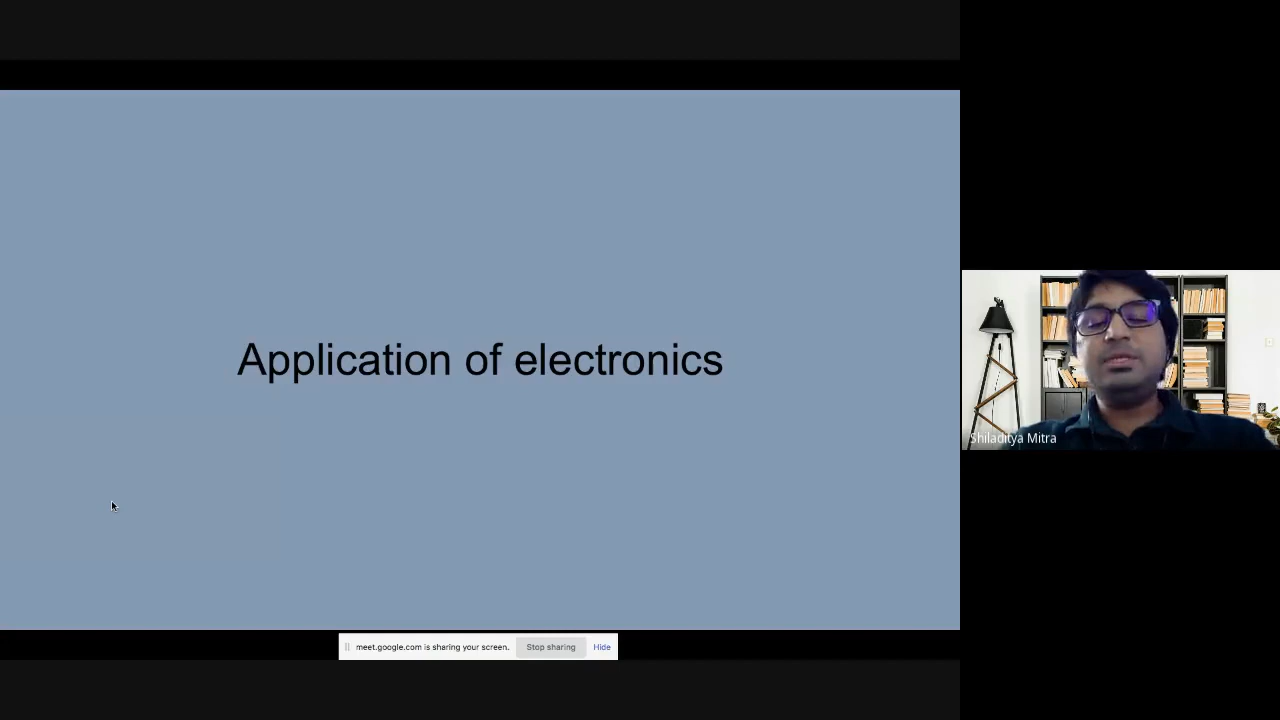 Application of electronics
Shiladitya Mitra
meet.google.com is sharing your screen. Stop sharing Hide